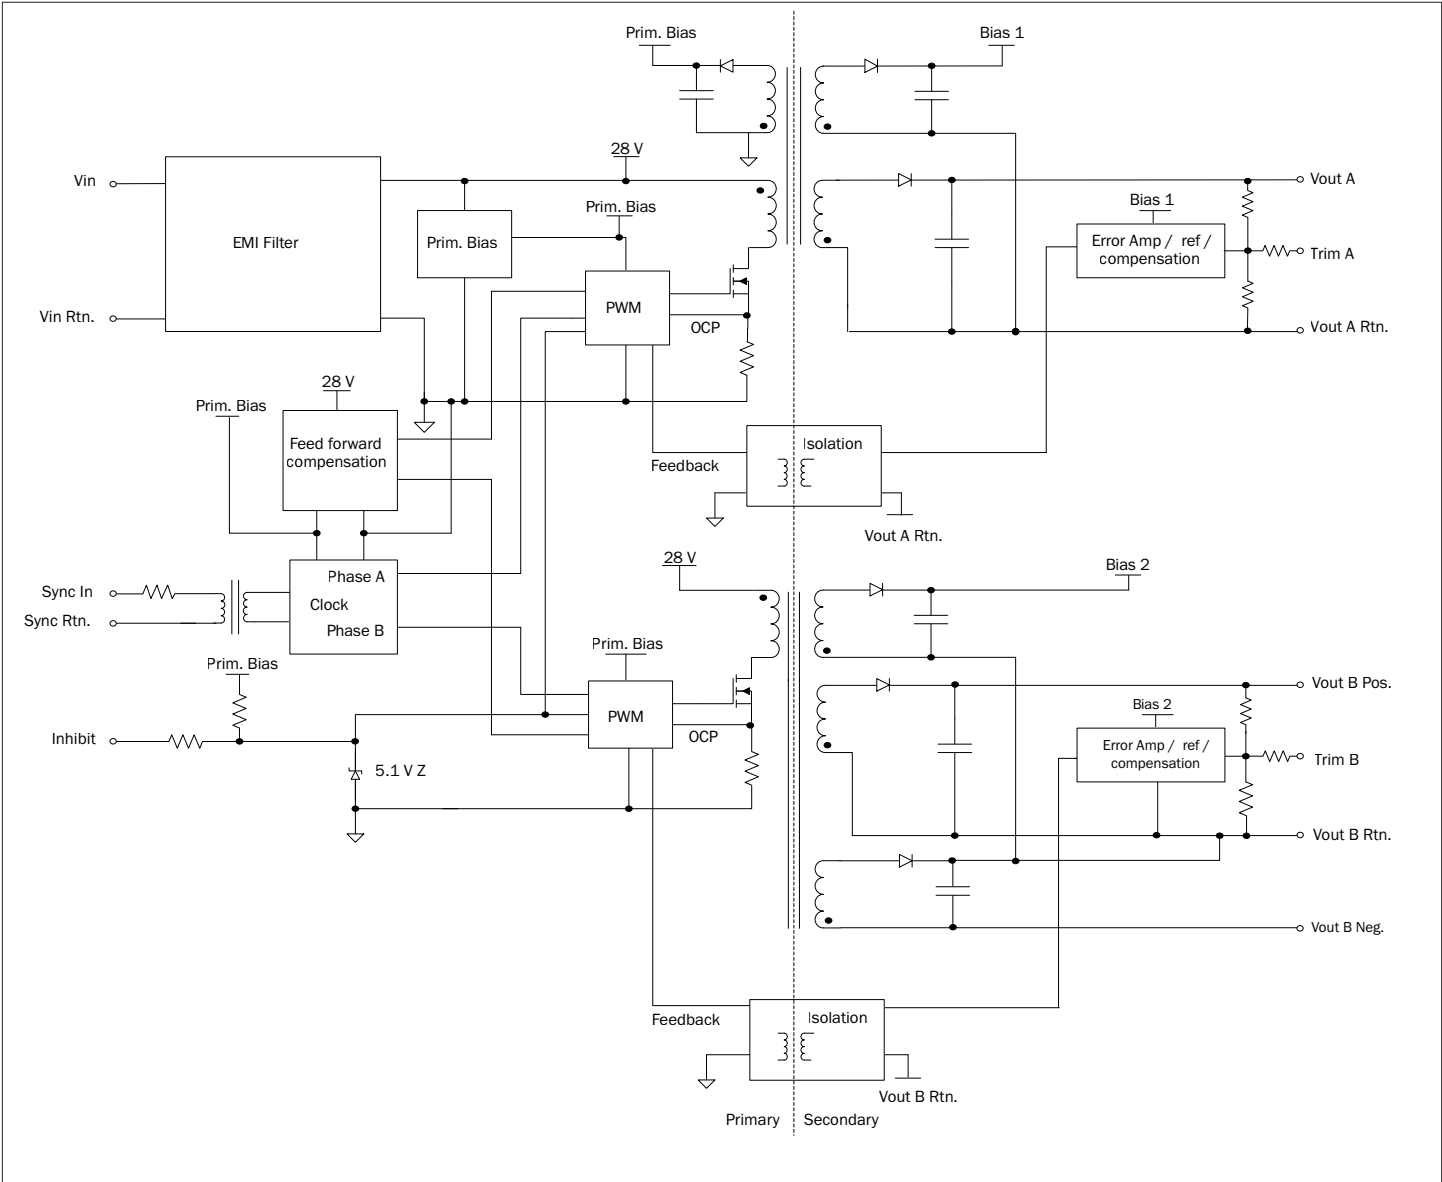 Prim. Bias
Bias 1
28 V
Vin
Vout A
Prim. Bias
Bias 1
EMI Filter
Prim. Bias
Error Amp / ref /
compensation
Trim A
PWM
Vin Rtn.
OCP
Vout A Rtn.
28 V
Prim. Bias
Feed forward
compensation
Isolation
Feedback
Vout A Rtn.
28 V
Bias 2
Phase A
Sync In
Clock
Sync Rtn.
Phase B
Prim. Bias
Prim. Bias
Vout B Pos.
Bias 2
PWM
Inhibit
OCP
Error Amp / ref /
compensation
Trim B
5.1 V Z
Vout B Rtn.
Vout B Neg.
Feedback
Isolation
Vout B Rtn.
Primary
Secondary